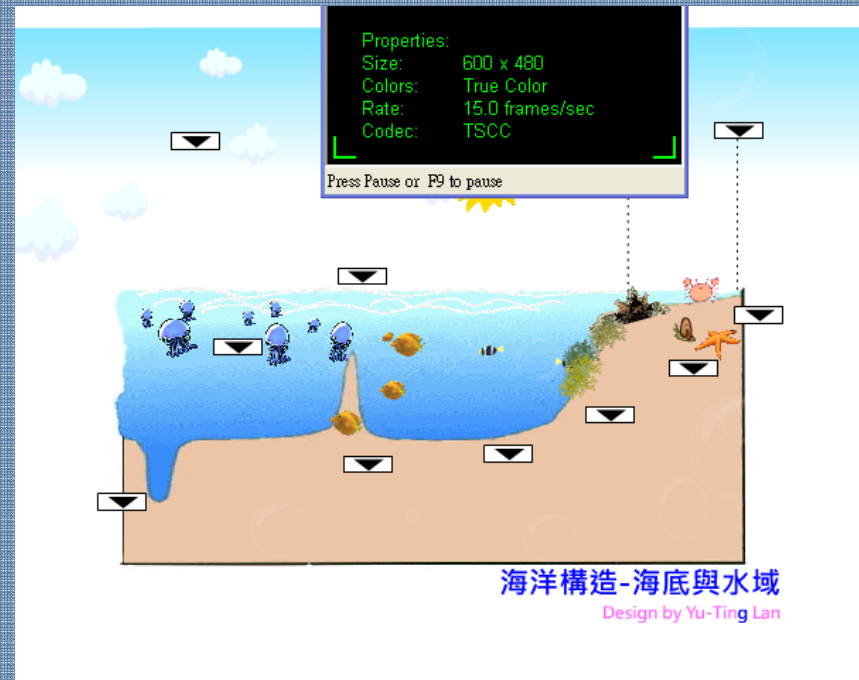 Properties:
Size: 600 x 480
Colors: True Color
Rate: 15.0 frames/sec
Codec: TSCC
Press Pause or F9 to pause
海洋構造-海底與水域
Design by Yu-Ting Lan